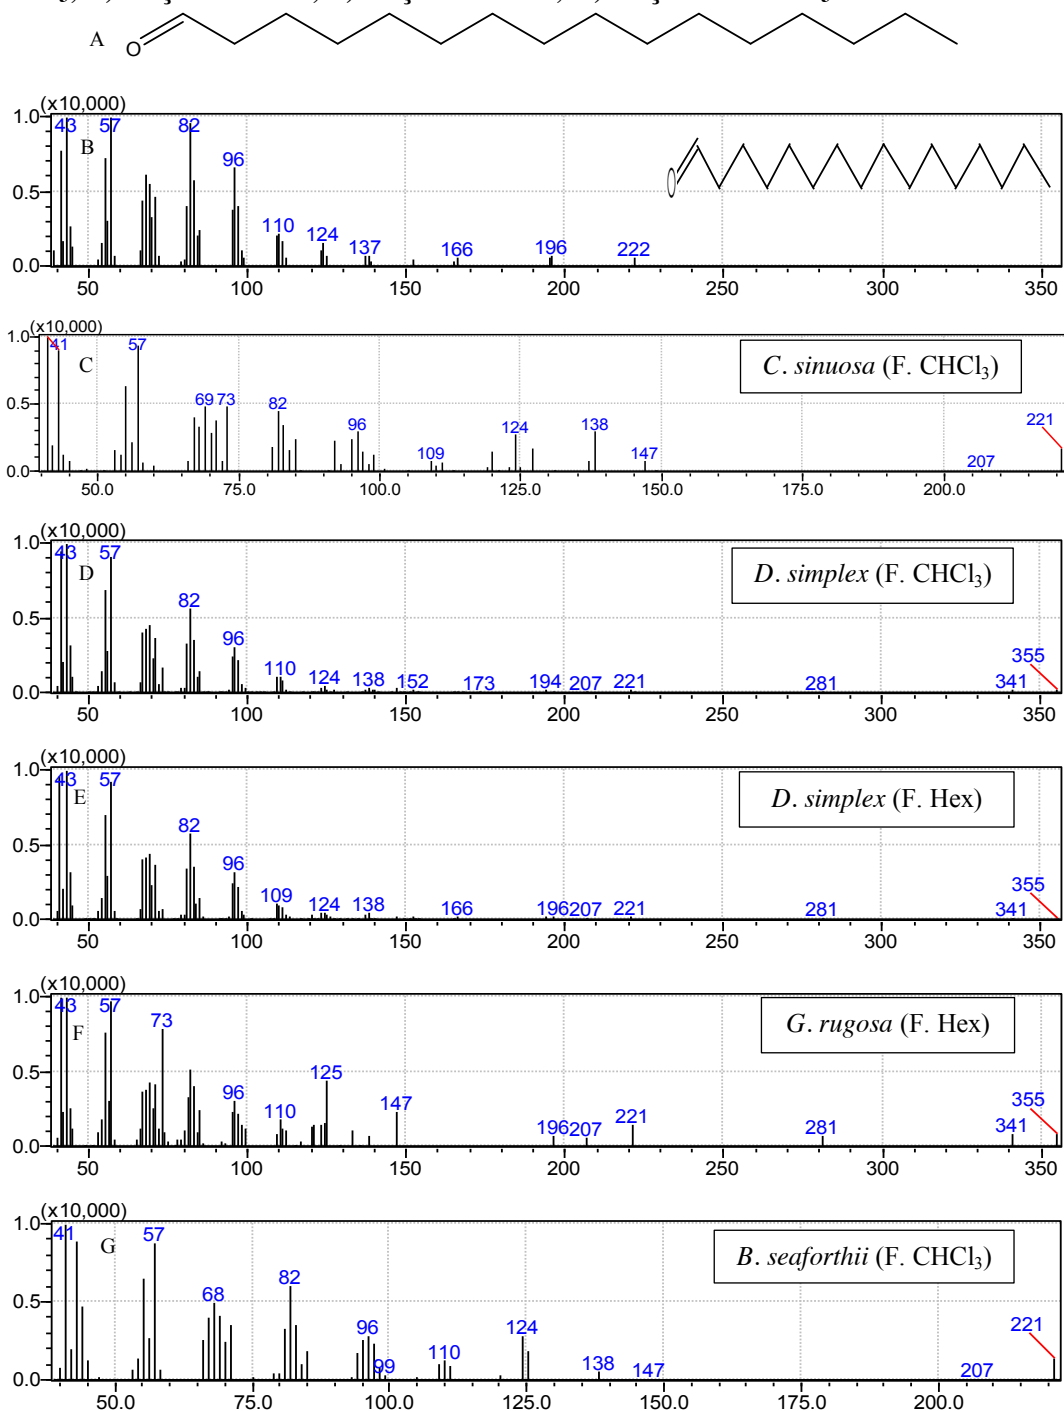 A
O
(x10,000)
1.0
0.5
0.0
B
43 57 82 96 110 124 137 166 196 222
50 100 150 200 250 300 350
(x10,000)
1.0
0.5
0.0
C
41 57 69 73 82 96 109 124 138 147 207 221
C. sinuosa (F. CHCl3)
50.0 75.0 100.0 125.0 150.0 175.0 200.0
(x10,000)
1.0
0.5
0.0
D
43 57 82 96 110 124 138 152 173 194 207 221 281 341 355
D. simplex (F. CHCl3)
50 100 150 200 250 300 350
(x10,000)
1.0
0.5
0.0
E
43 57 82 96 109 124 138 166 196 207 221 281 341 355
D. simplex (F. Hex)
50 100 150 200 250 300 350
(x10,000)
1.0
0.5
0.0
F
43 57 73 96 110 125 147 196 207 221 281 341 355
G. rugosa (F. Hex)
50 100 150 200 250 300 350
(x10,000)
1.0
0.5
0.0
G
41 57 68 82 96 99 110 124 138 147 207 221
B. seaforthii (F. CHCl3)
50.0 75.0 100.0 125.0 150.0 175.0 200.0